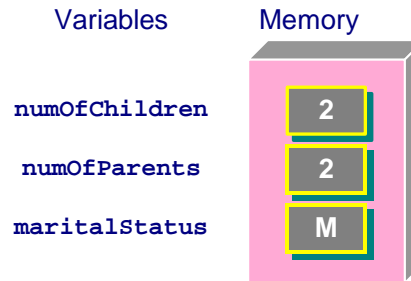 Variables Memory
numOfChildren 2
numOfParents 2
maritalStatus M